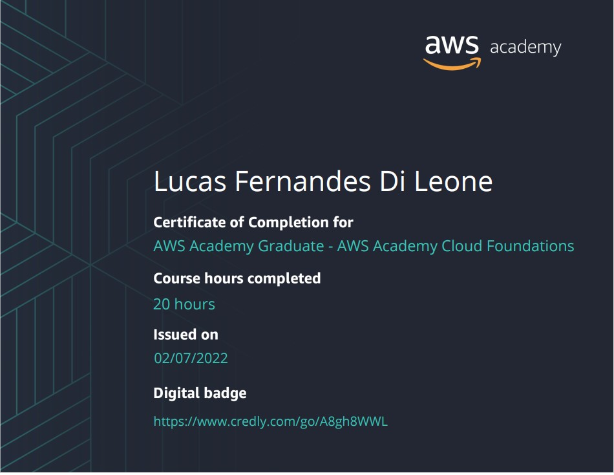 aws academy
Lucas Fernandes Di Leone
Certificate of Completion for
AWS Academy Graduate - AWS Academy Cloud Foundations
Course hours completed
20 hours
Issued on
02/07/2022
Digital badge
https://www.credly.com/go/A8gh8WWL